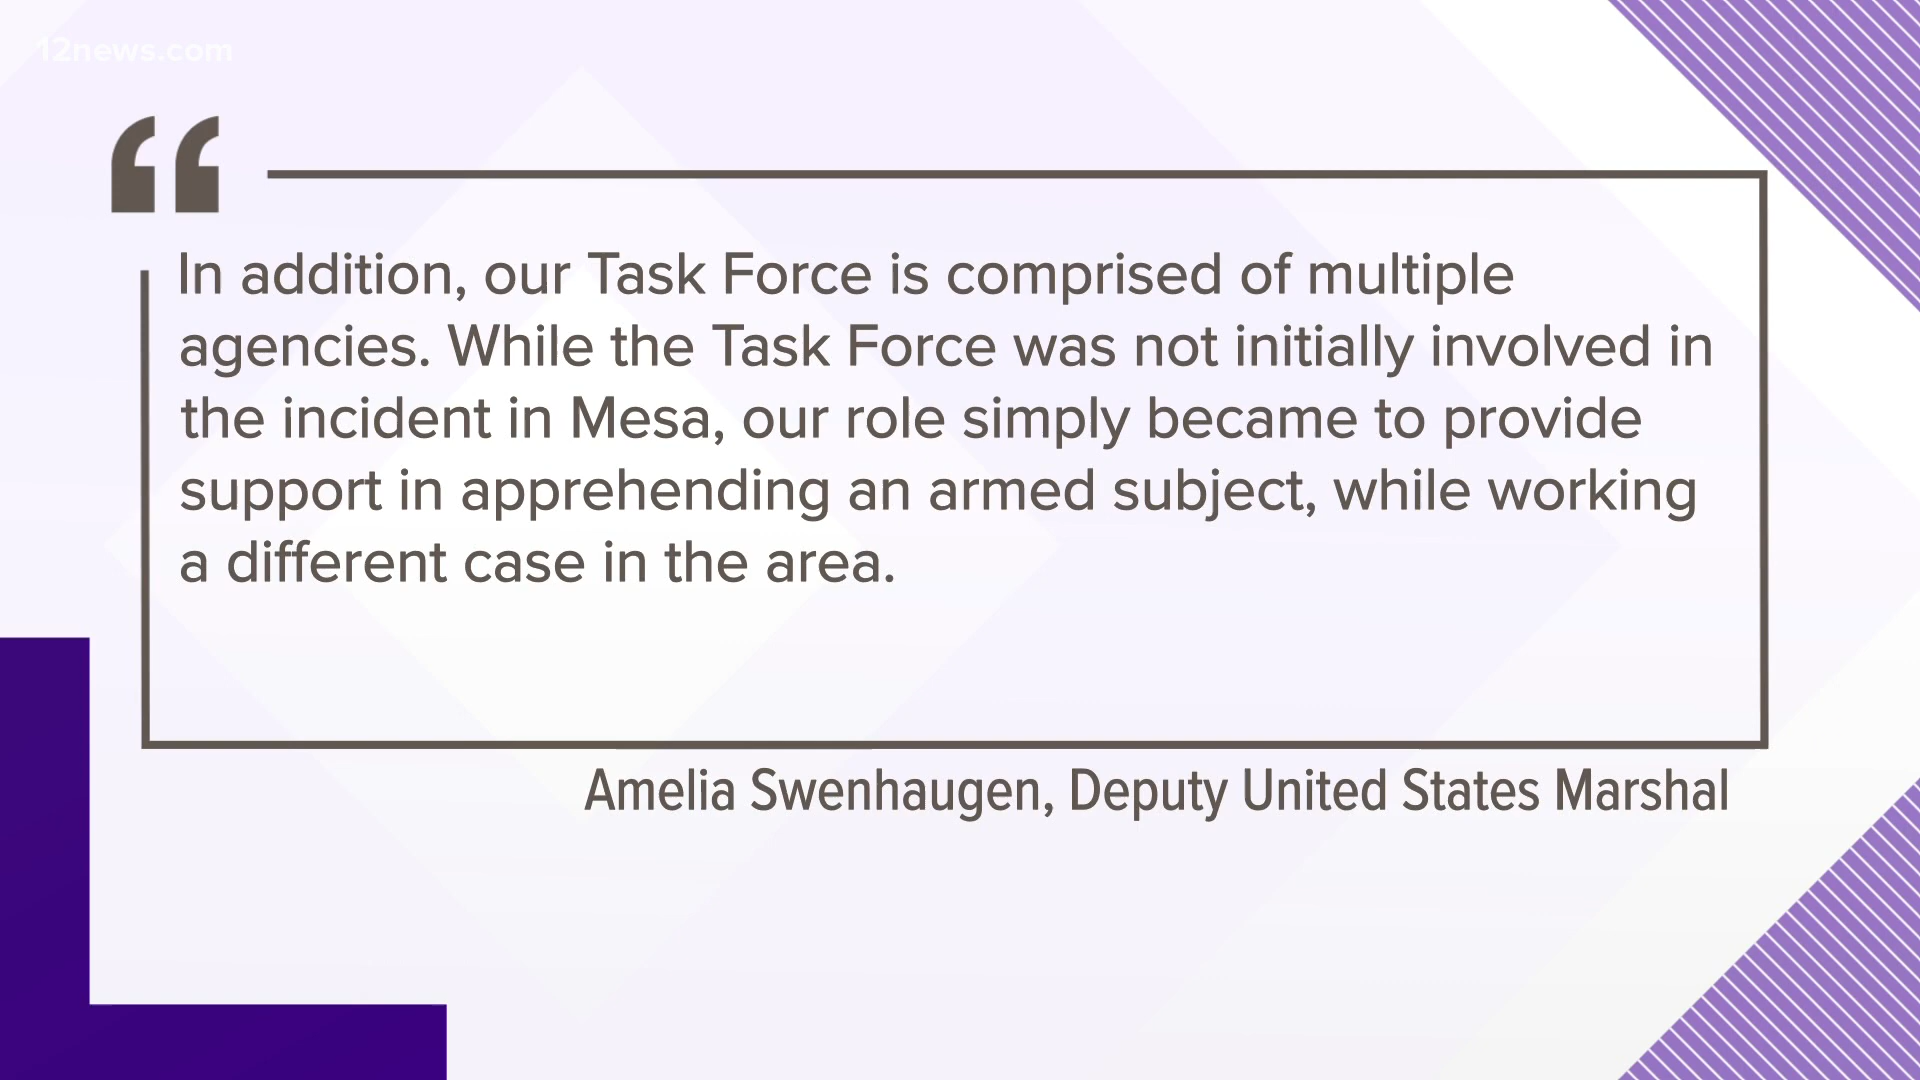 12news.com
“
In addition, our Task Force is comprised of multiple
agencies. While the Task Force was not initially involved in
the incident in Mesa, our role simply became to provide
support in apprehending an armed subject, while working
a different case in the area.
Amelia Swenhaugen, Deputy United States Marshal